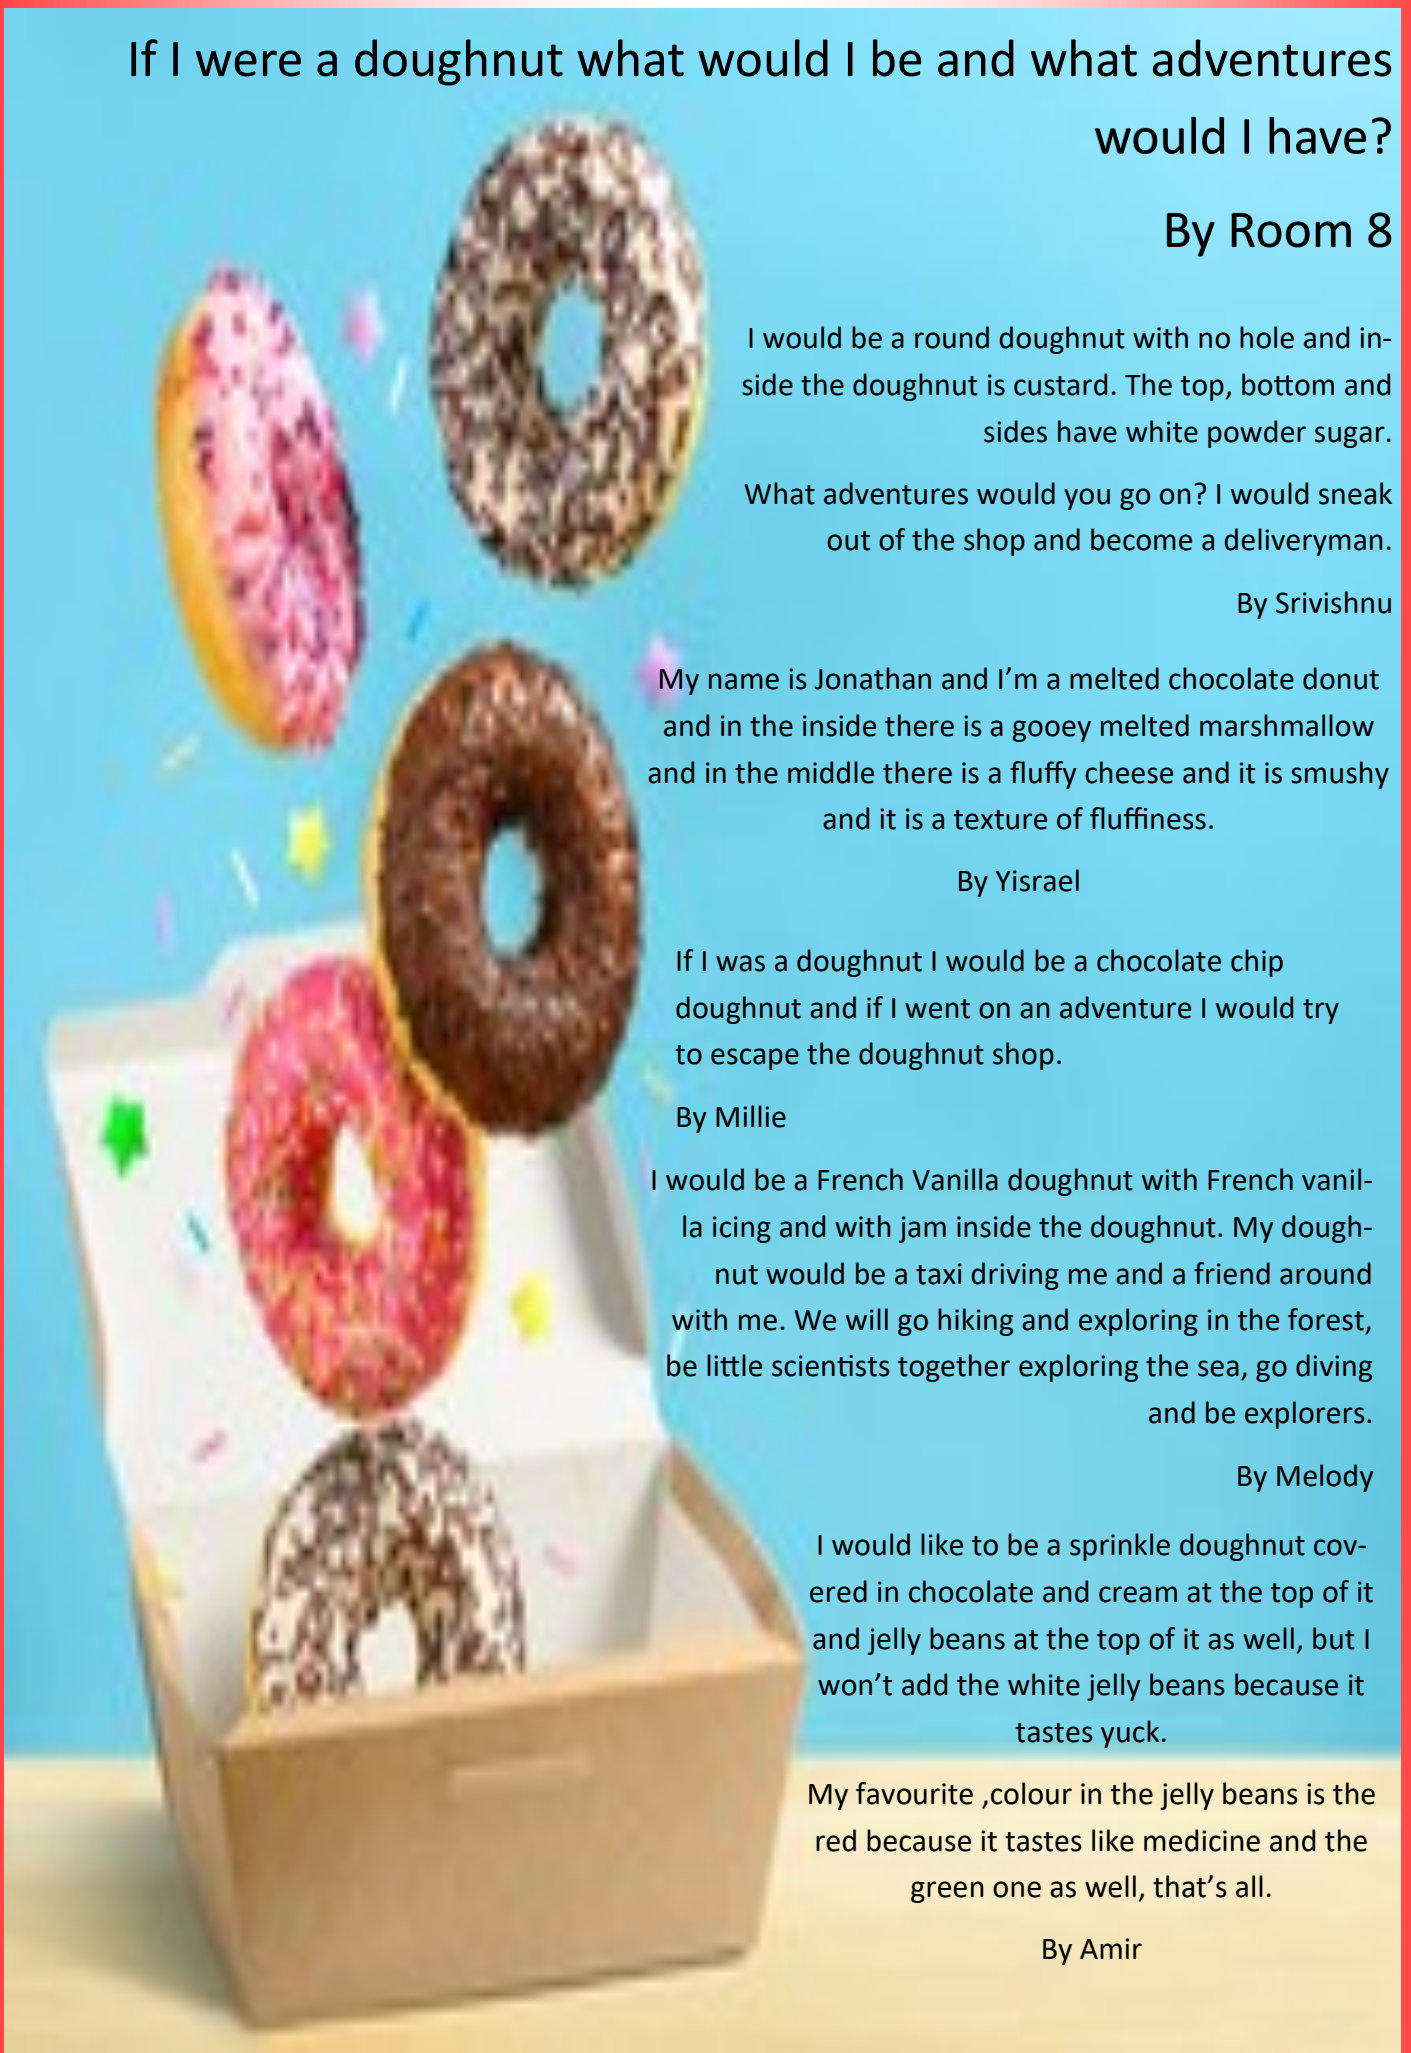 If I were a doughnut what would I be and what adventures
would I have?
By Room 8
I would be a round doughnut with no hole and in-
side the doughnut is custard. The top, bottom and
sides have white powder sugar.
What adventures would you go on? I would sneak
out of the shop and become a deliveryman.
By Srivishnu
My name is Jonathan and I’m a melted chocolate donut
and in the inside there is a gooey melted marshmallow
and in the middle there is a fluffy cheese and it is smushy
and it is a texture of fluffiness.
By Yisrael
If I was a doughnut I would be a chocolate chip
doughnut and if I went on an adventure I would try
to escape the doughnut shop.
By Millie
I would be a French Vanilla doughnut with French vanil-
la icing and with jam inside the doughnut. My dough-
nut would be a taxi driving me and a friend around
with me. We will go hiking and exploring in the forest,
be little scientists together exploring the sea, go diving
and be explorers.
By Melody
I would like to be a sprinkle doughnut cov-
ered in chocolate and cream at the top of it
and jelly beans at the top of it as well, but I
won’t add the white jelly beans because it
tastes yuck.
My favourite ,colour in the jelly beans is the
red because it tastes like medicine and the
green one as well, that’s all.
By Amir